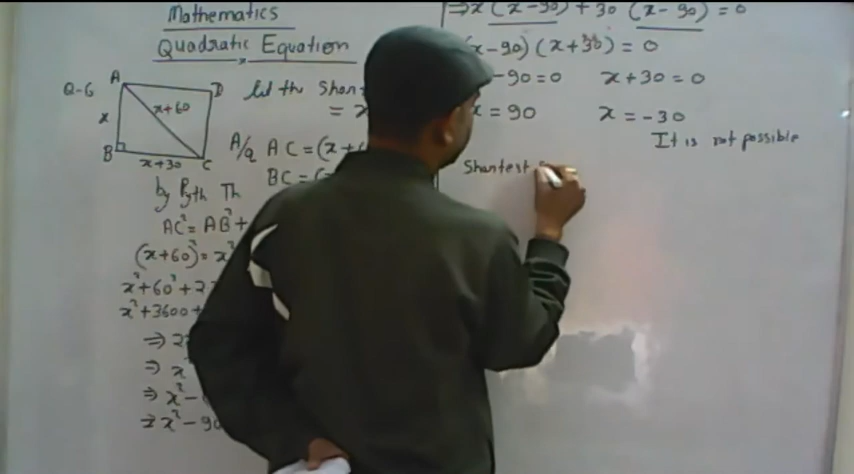 Mathematics
Quadratic Equation
Q-6
A
D
x
x+60
B
x+30
C
let the Shor
= x
A/q AC = (x+
BC = (
by Pyth Th
AC² = AB² +
(x+60)² = x²
x² + 60² + 2
x² + 3600 +
⇒ 2
⇒ x²
⇒ x² -
⇒ x² - 90
⇒ x (x-90) + 30 (x-90) = 0
x-90) (x+30) = 0
-90 = 0 x+30 = 0
x = 90 x = -30
It is not possible
Shortest